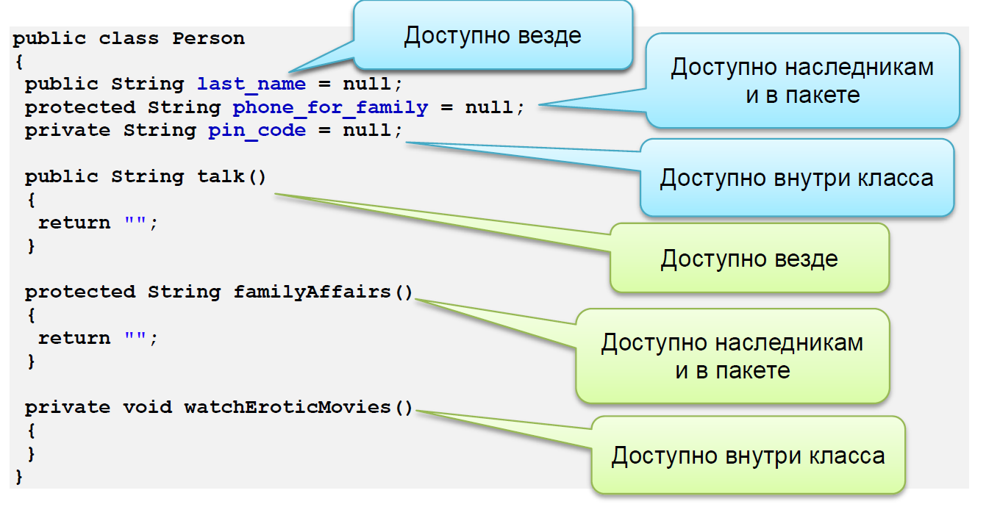 public class Person
{
public String last_name = null;
protected String phone_for_family = null;
private String pin_code = null;
public String talk()
{
return "";
}
protected String familyAffairs()
{
return "";
}
private void watchEroticMovies()
{
}
}
Доступно везде
Доступно наследникам
и в пакете
Доступно внутри класса
Доступно везде
Доступно наследникам
и в пакете
Доступно внутри класса